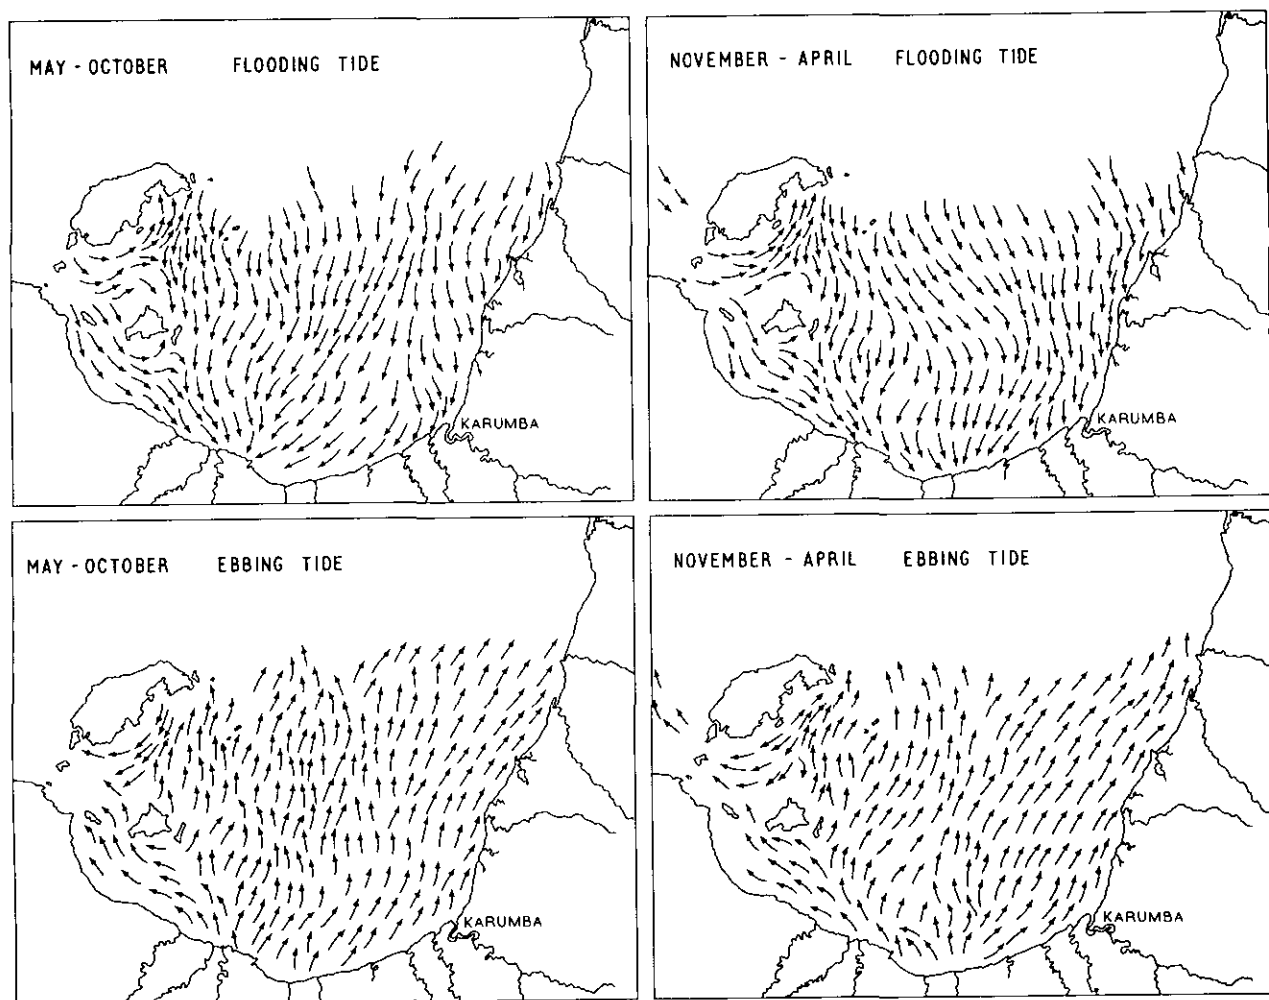 MAY - OCTOBER FLOODING TIDE
KARUMBA
NOVEMBER - APRIL FLOODING TIDE
KARUMBA
MAY - OCTOBER EBBING TIDE
KARUMBA
NOVEMBER - APRIL EBBING TIDE
KARUMBA